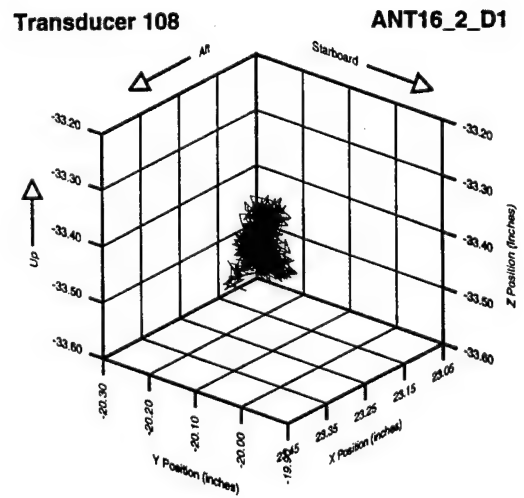 Transducer 108
ANT16_2_D1
Aft
Starboard
Up
-33.20
-33.30
-33.40
-33.50
-33.60
-33.20
-33.30
-33.40
-33.50
-33.60
Z Position (inches)
-20.30
-20.20
-20.10
-20.00
Y Position (inches)
23.35
23.25
23.15
23.05
X Position (inches)